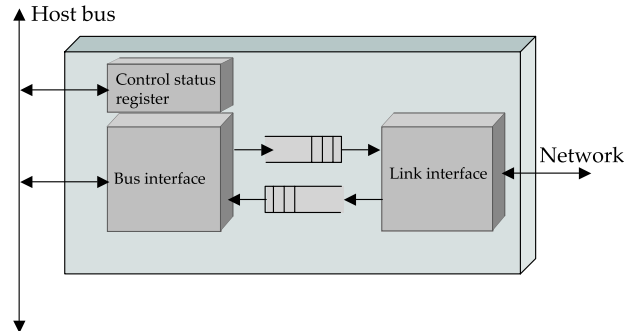 Host bus
Control status
register
Bus interface
Link interface
Network